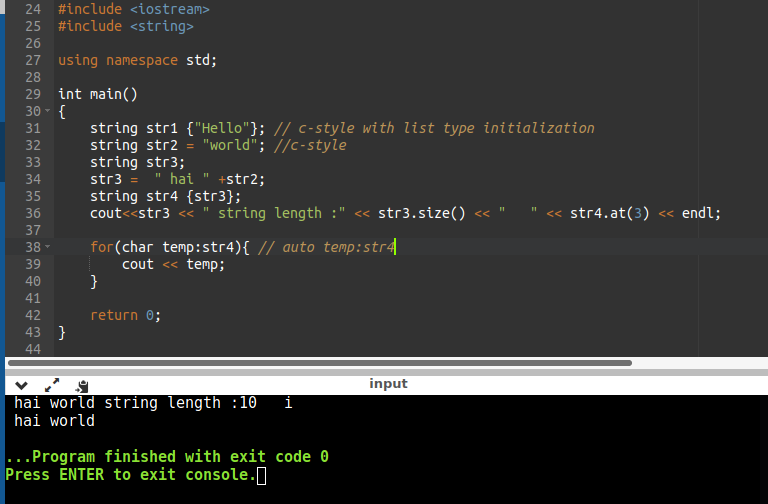 24 #include <iostream>
25 #include <string>
26
27 using namespace std;
28
29 int main()
30 {
31     string str1 {"Hello"}; // c-style with list type initialization
32     string str2 = "world"; //c-style
33     string str3;
34     str3 =  " hai " +str2;
35     string str4 {str3};
36     cout<<str3 << " string length :" << str3.size() << "   " << str4.at(3) << endl;
37
38     for(char temp:str4){ // auto temp:str4
39         cout << temp;
40     }
41
42     return 0;
43 }
44
input
 hai world string length :10   i
 hai world
...Program finished with exit code 0
Press ENTER to exit console.